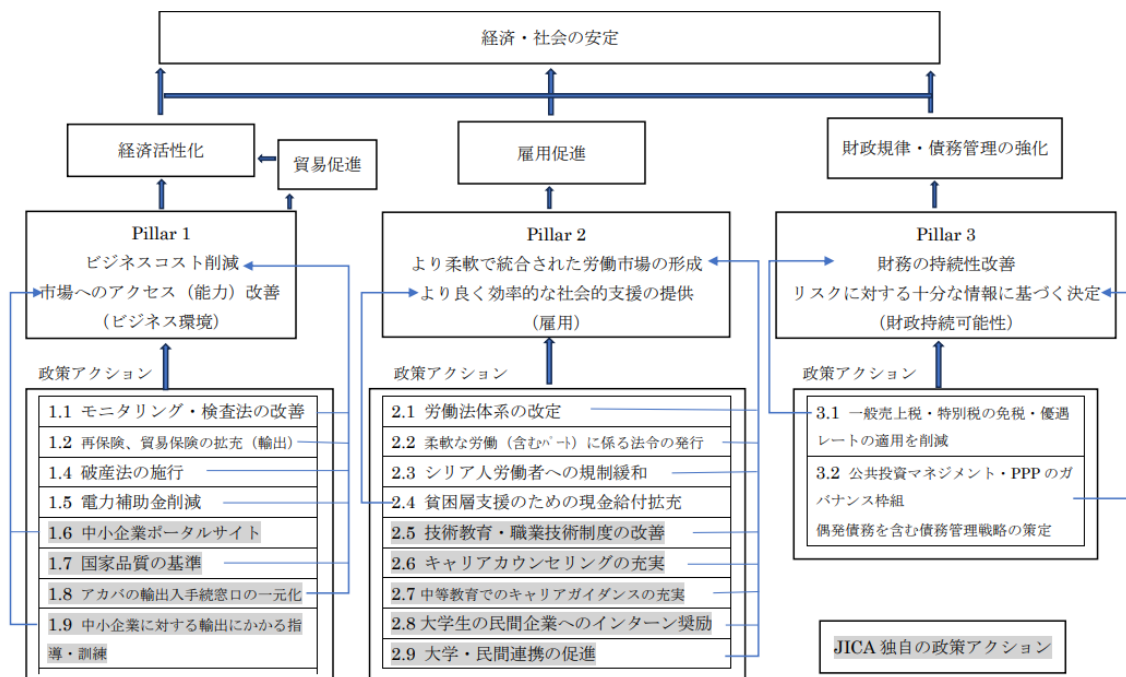 経済・社会の安定
経済活性化
貿易促進
雇用促進
財政規律・債務管理の強化
Pillar 1
ビジネスコスト削減
市場へのアクセス（能力）改善
（ビジネス環境）
Pillar 2
より柔軟で統合された労働市場の形成
より良く効率的な社会的支援の提供
（雇用）
Pillar 3
財務の持続性改善
リスクに対する十分な情報に基づく決定
（財政持続可能性）
政策アクション
1.1 モニタリング・検査法の改善
1.2 再保険、貿易保険の拡充（輸出）
1.4 破産法の施行
1.5 電力補助金削減
1.6 中小企業ポータルサイト
1.7 国家品質の基準
1.8 アカバの輸出入手続窓口の一元化
1.9 中小企業に対する輸出にかかる指
導・訓練
政策アクション
2.1 労働法体系の改定
2.2 柔軟な労働（含むﾊﾟｰﾄ）に係る法令の発行
2.3 シリア人労働者への規制緩和
2.4 貧困層支援のための現金給付拡充
2.5 技術教育・職業技術制度の改善
2.6 キャリアカウンセリングの充実
2.7 中等教育でのキャリアガイダンスの充実
2.8 大学生の民間企業へのインターン奨励
2.9 大学・民間連携の促進
政策アクション
3.1 一般売上税・特別税の免税・優遇
レートの適用を削減
3.2 公共投資マネジメント・PPP のガ
バナンス枠組
偶発債務を含む債務管理戦略の策定
JICA 独自の政策アクション